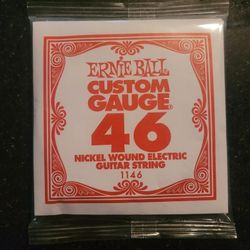 ERNIE BALL
CUSTOM
GAUGE®
46
NICKEL WOUND ELECTRIC
GUITAR STRING
1146